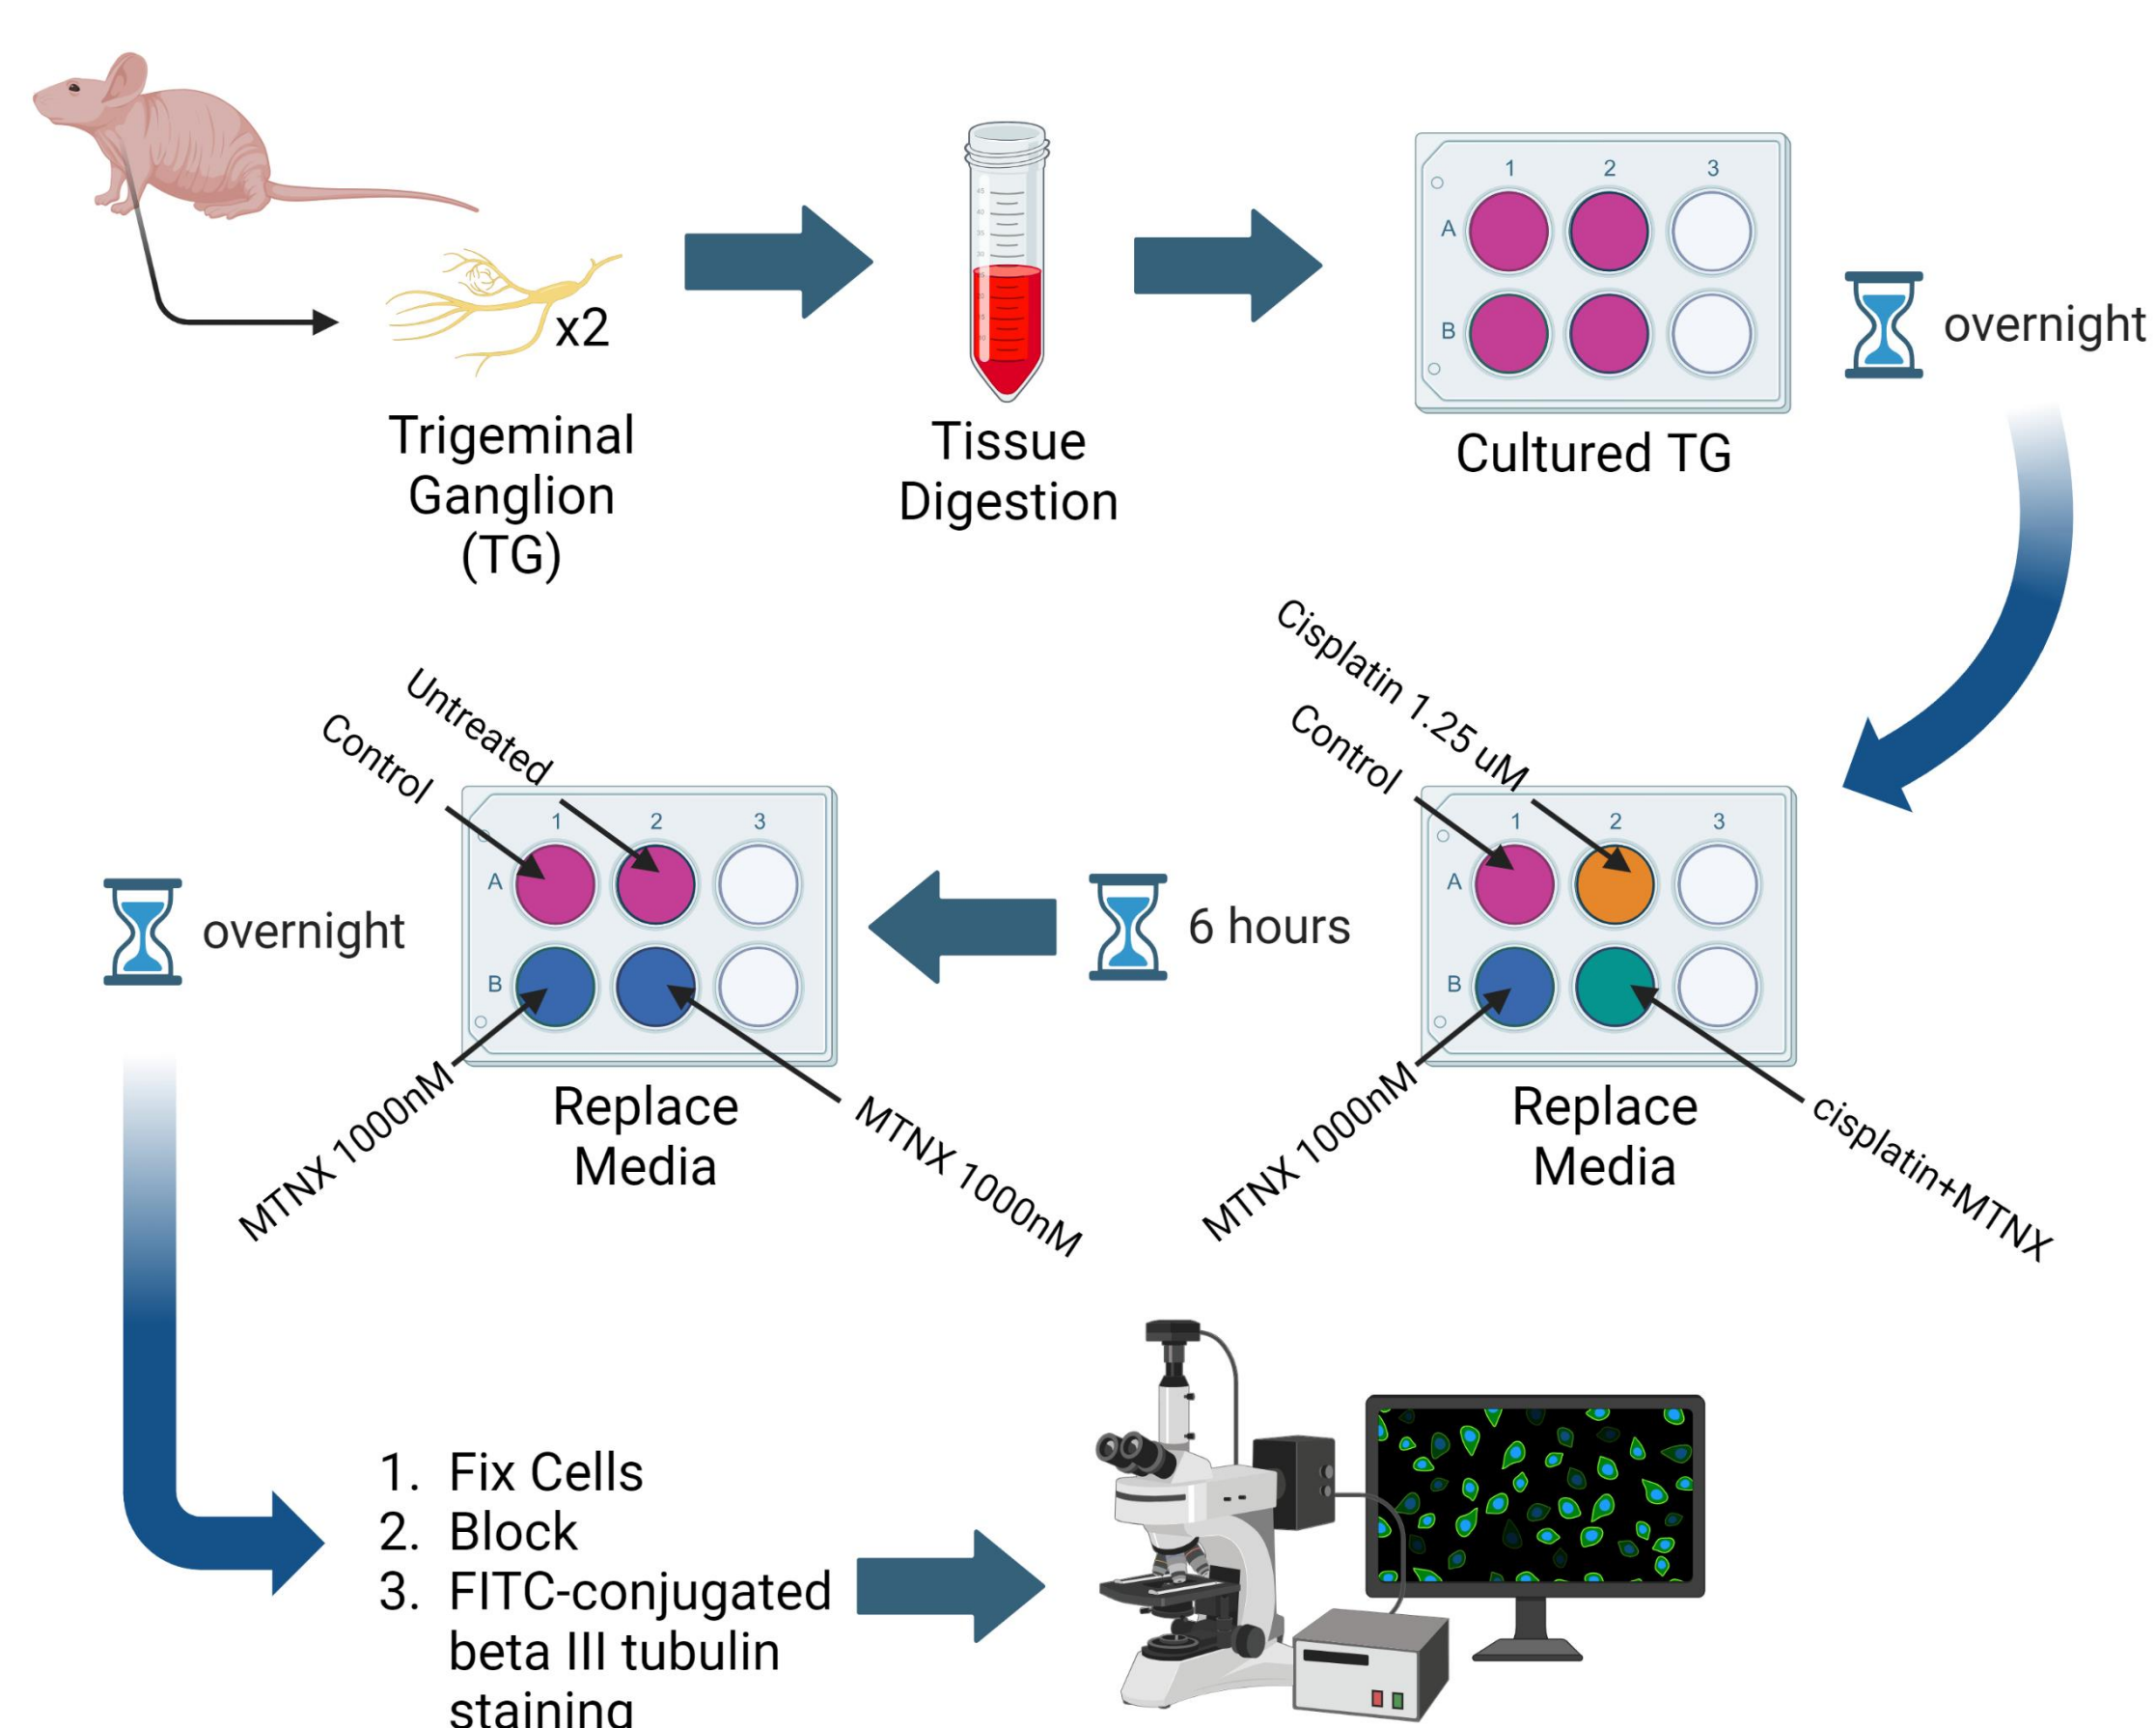 x2
Trigeminal
Ganglion
(TG)
Tissue
Digestion
1 2 3
A
B
Cultured TG
overnight
Cisplatin 1.25 uM
Control
1 2 3
A
B
MTNX 1000nM
cisplatin+MTNX
Replace
Media
6 hours
Untreated
Control
1 2 3
A
B
MTNX 1000nM
MTNX 1000nM
Replace
Media
overnight
1. Fix Cells
2. Block
3. FITC-conjugated
beta III tubulin
staining